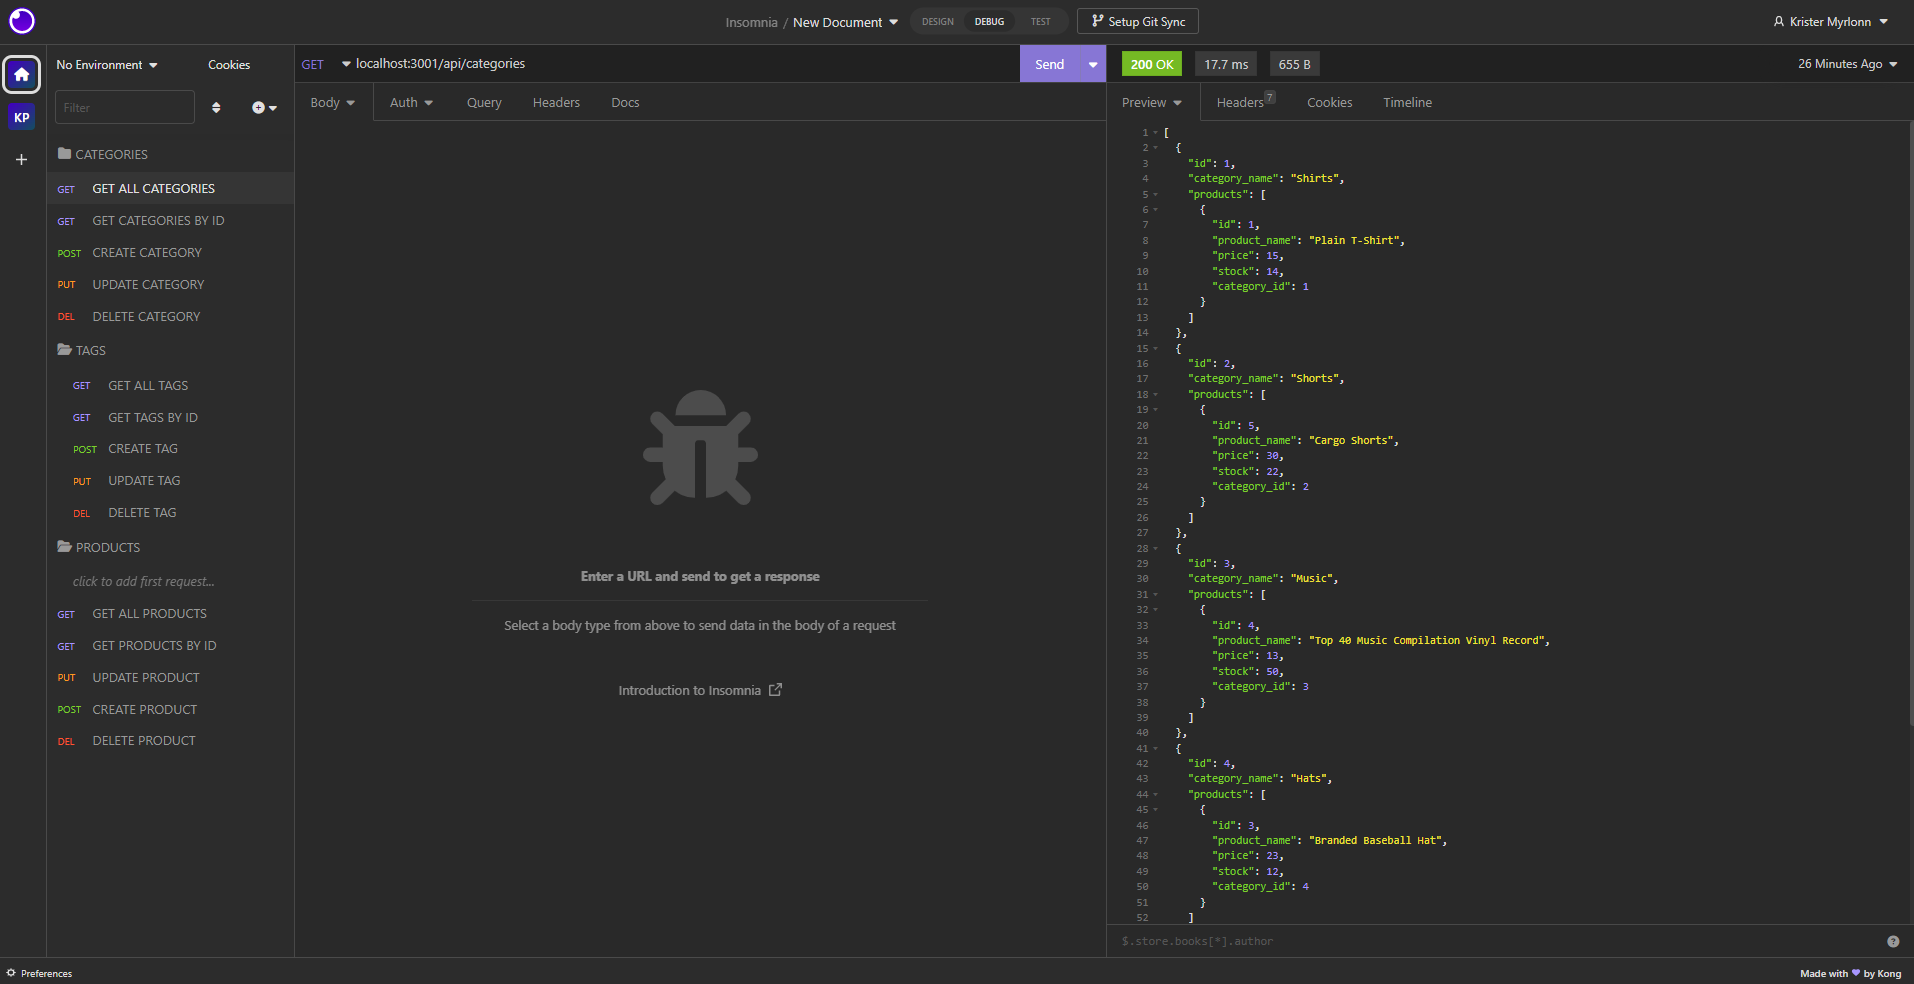 Insomnia / New Document
DESIGN DEBUG TEST
Setup Git Sync
Krister Myrlonn
No Environment
Cookies
Filter
KP
CATEGORIES
GET GET ALL CATEGORIES
GET GET CATEGORIES BY ID
POST CREATE CATEGORY
PUT UPDATE CATEGORY
DEL DELETE CATEGORY
TAGS
GET GET ALL TAGS
GET GET TAGS BY ID
POST CREATE TAG
PUT UPDATE TAG
DEL DELETE TAG
PRODUCTS
click to add first request...
GET GET ALL PRODUCTS
GET GET PRODUCTS BY ID
PUT UPDATE PRODUCT
POST CREATE PRODUCT
DEL DELETE PRODUCT
GET localhost:3001/api/categories
Send
Body Auth Query Headers Docs
Enter a URL and send to get a response
Select a body type from above to send data in the body of a request
Introduction to Insomnia
200 OK 17.7 ms 655 B
26 Minutes Ago
Preview Headers 7 Cookies Timeline
1 [
2 {
3 "id": 1,
4 "category_name": "Shirts",
5 "products": [
6 {
7 "id": 1,
8 "product_name": "Plain T-Shirt",
9 "price": 15,
10 "stock": 14,
11 "category_id": 1
12 }
13 ]
14 },
15 {
16 "id": 2,
17 "category_name": "Shorts",
18 "products": [
19 {
20 "id": 5,
21 "product_name": "Cargo Shorts",
22 "price": 30,
23 "stock": 22,
24 "category_id": 2
25 }
26 ]
27 },
28 {
29 "id": 3,
30 "category_name": "Music",
31 "products": [
32 {
33 "id": 4,
34 "product_name": "Top 40 Music Compilation Vinyl Record",
35 "price": 13,
36 "stock": 50,
37 "category_id": 3
38 }
39 ]
40 },
41 {
42 "id": 4,
43 "category_name": "Hats",
44 "products": [
45 {
46 "id": 3,
47 "product_name": "Branded Baseball Hat",
48 "price": 23,
49 "stock": 12,
50 "category_id": 4
51 }
52 ]
$.store.books[*].author
Preferences
Made with ♥ by Kong